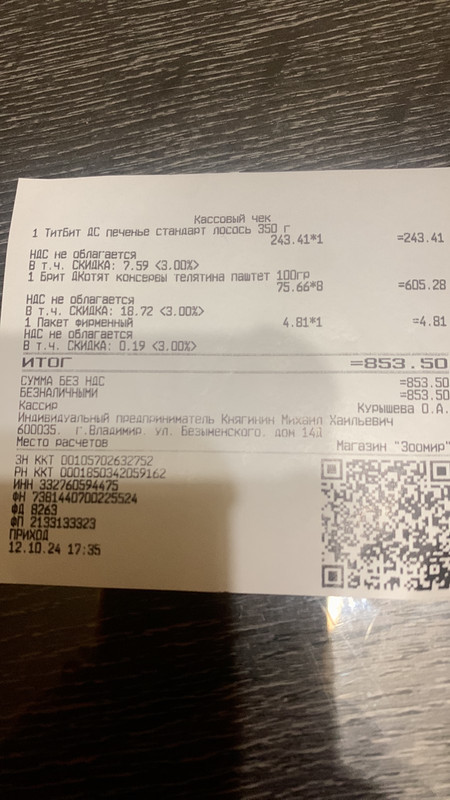 Кассовый чек
1 ТитБит ДС печенье стандарт лосось 350 г
243.41*1 =243.41
НДС не облагается
В т.ч. СКИДКА: 7.59 <3.00%>
1 Брит ДКотят консервы телятина паштет 100гр
75.66*8 =605.28
НДС не облагается
В т.ч. СКИДКА: 18.72 <3.00%>
1 Пакет фирменный 4.81*1 =4.81
НДС не облагается
В т.ч. СКИДКА: 0.19 <3.00%>
ИТОГ =853.50
СУММА БЕЗ НДС =853.50
БЕЗНАЛИЧНЫМИ =853.50
Кассир Курышева О.А.
Индивидуальный предприниматель Княгинин Михаил Хаильевич
600035, г.Владимир, ул. Безыменского, дом 14Д
Место расчетов Магазин "Зоомир"
ЗН ККТ 00105702632752
РН ККТ 0001850342059162
ИНН 332760594475
ФН 7381440700225524
ФД 8263
ФП 2133133323
ПРИХОД
12.10.24 17:35